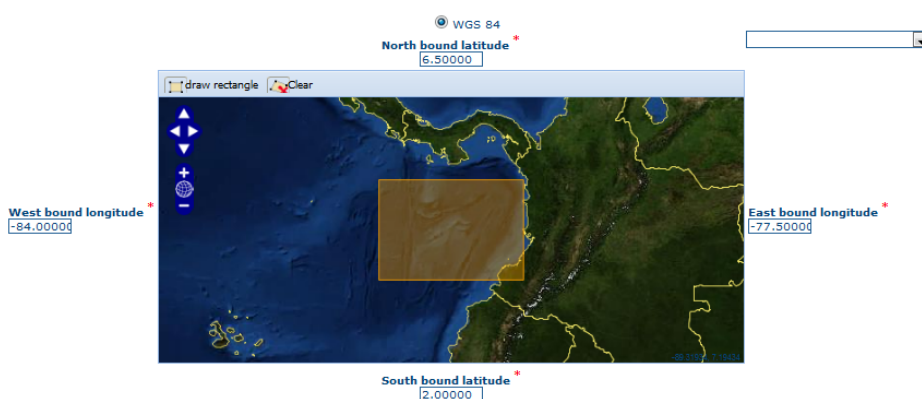 WGS 84
North bound latitude *
6.50000
draw rectangle Clear
West bound longitude *
-84.0000
East bound longitude *
-77.50000
South bound latitude *
2.00000